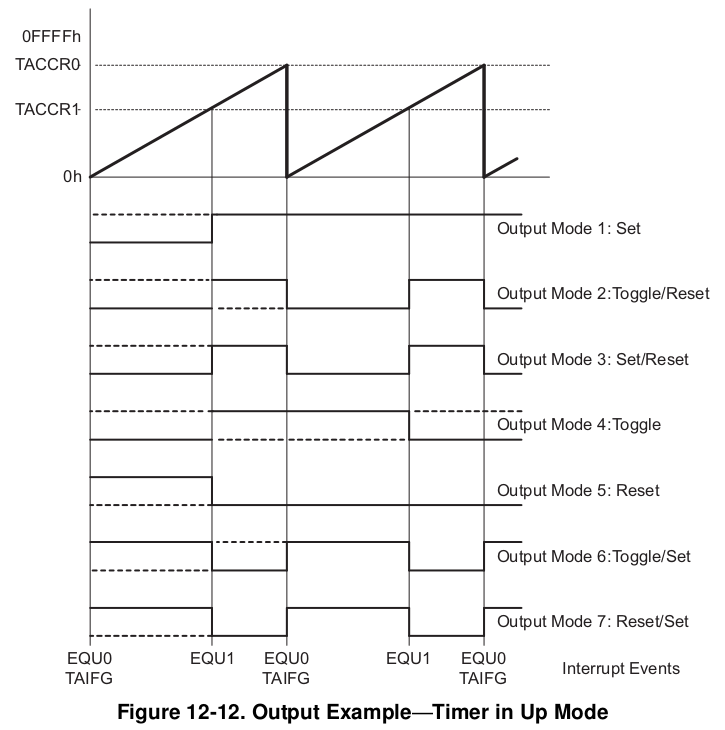 0FFFFh
TACCR0
TACCR1
0h
Output Mode 1: Set
Output Mode 2:Toggle/Reset
Output Mode 3: Set/Reset
Output Mode 4:Toggle
Output Mode 5: Reset
Output Mode 6:Toggle/Set
Output Mode 7: Reset/Set
EQU0 EQU1 EQU0 EQU1 EQU0
TAIFG TAIFG TAIFG
Interrupt Events
Figure 12-12. Output Example—Timer in Up Mode